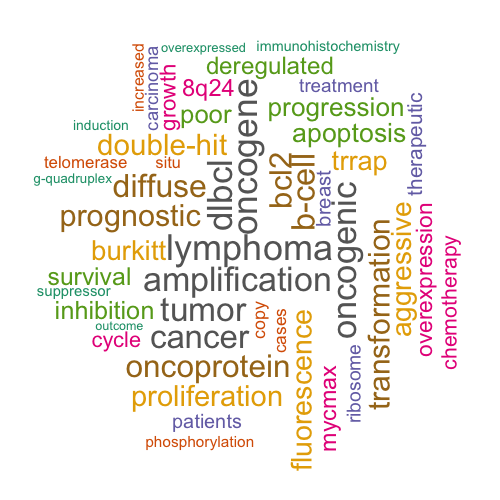 overexpressed
immunohistochemistry
increased
carcinoma
growth
deregulated
8q24
treatment
poor
oncogene
progression
therapeutic
induction
double-hit
apoptosis
telomerase
situ
dlbcl
bcl2
b-cell
trrap
g-quadruplex
diffuse
breast
prognostic
oncogenic
aggressive
overexpression
chemotherapy
burkitt
lymphoma
transformation
survival
amplification
suppressor
inhibition
tumor
outcome
cycle
cancer
copy
cases
fluorescence
mycmax
ribosome
oncoprotein
proliferation
patients
phosphorylation